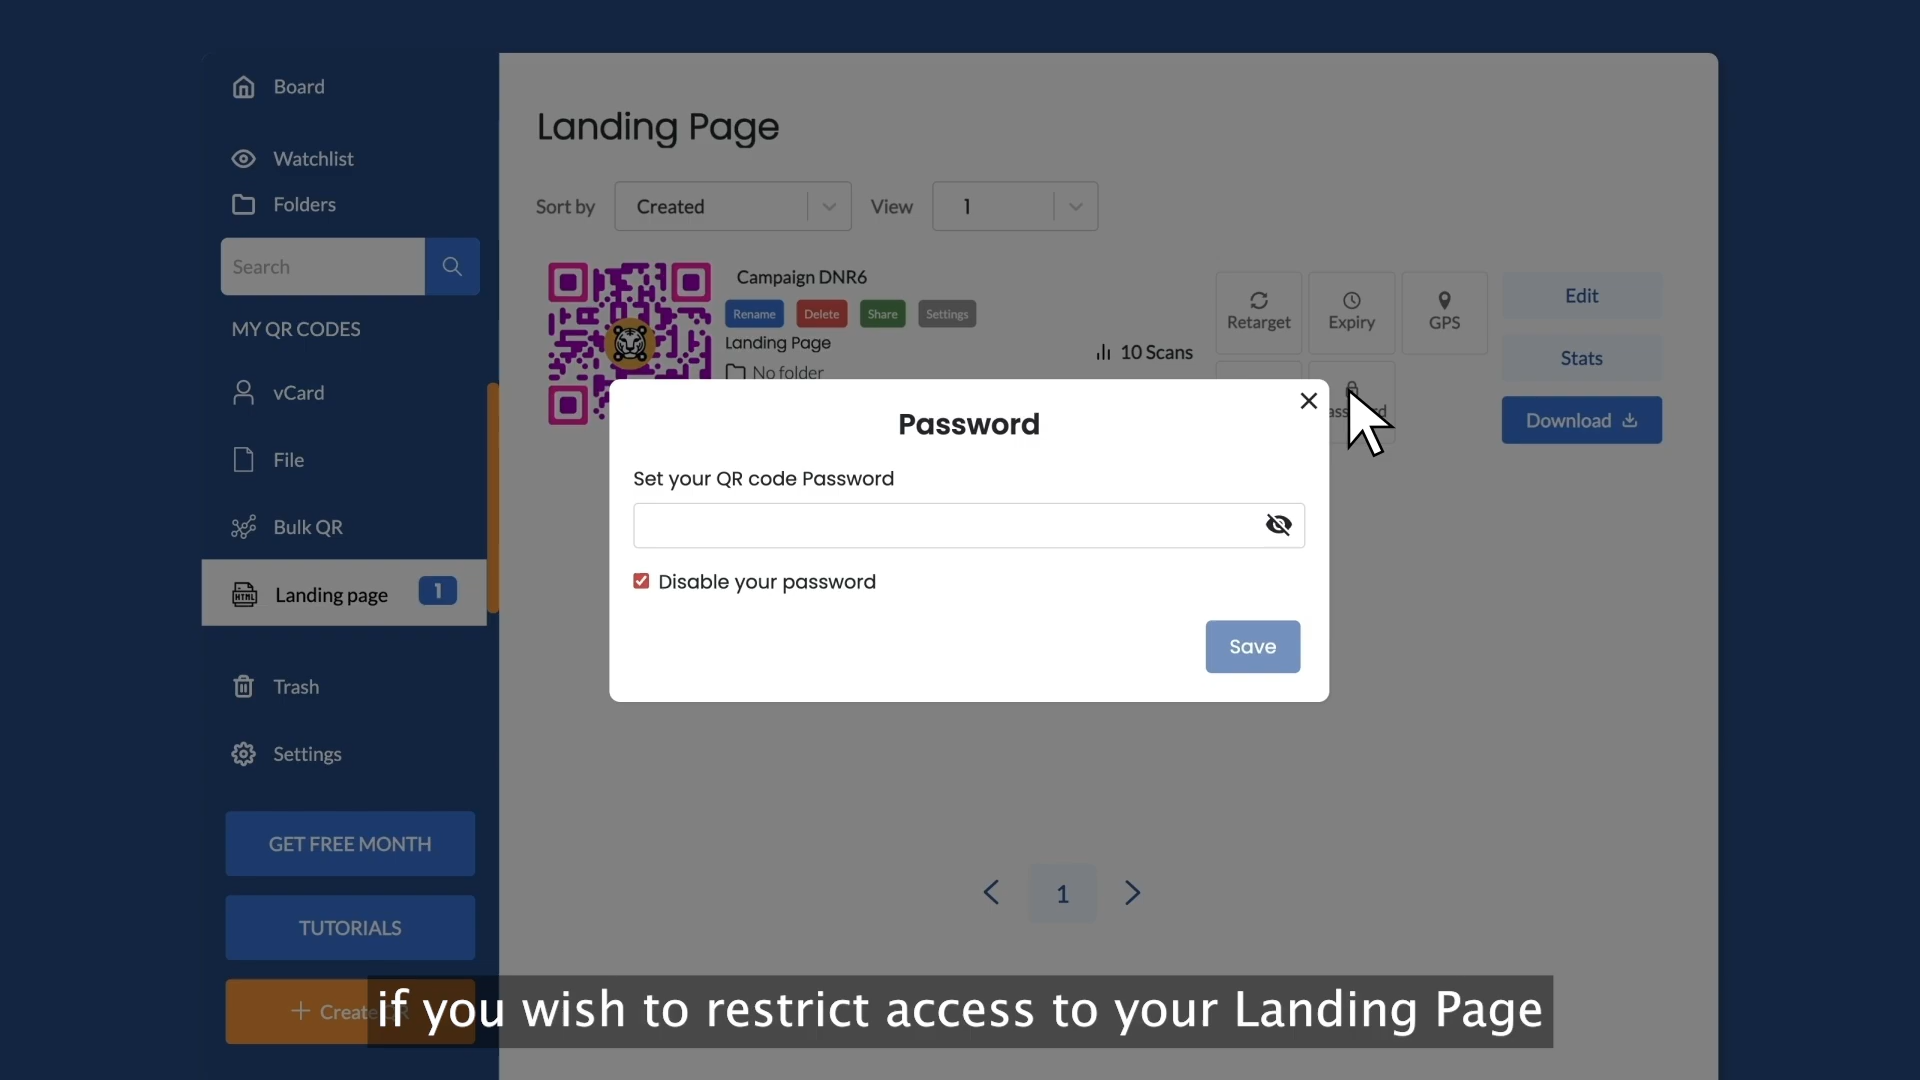 Board
Watchlist
Folders
Search
MY QR CODES
vCard
File
Bulk QR
HTML
Landing page 1
Trash
Settings
GET FREE MONTH
TUTORIALS
+ Create
Landing Page
Sort by Created View 1
Campaign DNR6
Rename Delete Share Settings
Landing Page
No folder
10 Scans
Retarget Expiry GPS
Edit
Stats
Download
Password
Set your QR code Password
Disable your password
Save
< 1 >
if you wish to restrict access to your Landing Page